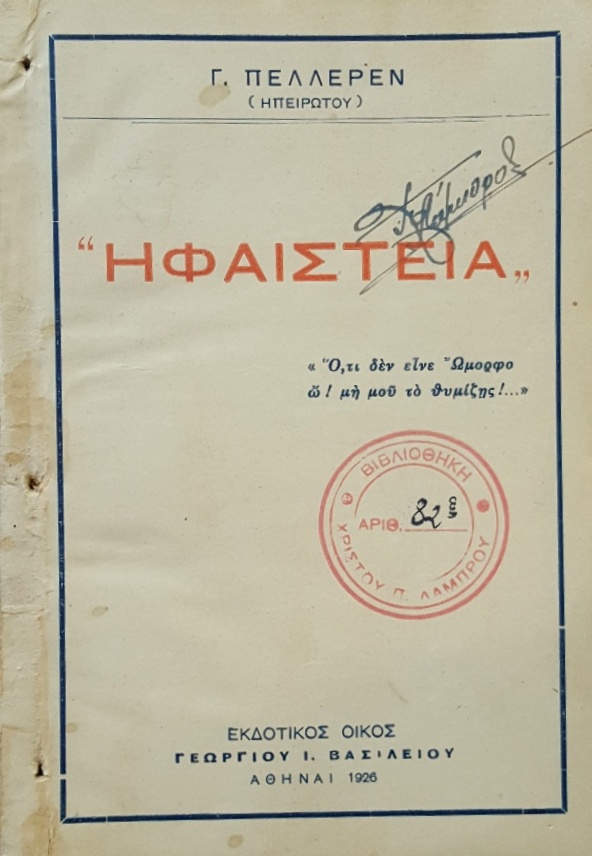 Γ. ΠΕΛΛΕΡΕΝ
(ΗΠΕΙΡΩΤΟΥ)
“ΗΦΑΙΣΤΕΙΑ„
« Ὅ,τι δὲν εἶνε Ὤμορφο
ὤ! μὴ μοῦ τὸ θυμίζῃς!...»
ΒΙΒΛΙΟΘΗΚΗ
ΑΡΙΘ. 82
ΧΡΙΣΤΟΥ Π. ΛΑΜΠΡΟΥ
ΕΚΔΟΤΙΚΟΣ ΟΙΚΟΣ
ΓΕΩΡΓΙΟΥ Ι. ΒΑΣΙΛΕΙΟΥ
ΑΘΗΝΑΙ 1926